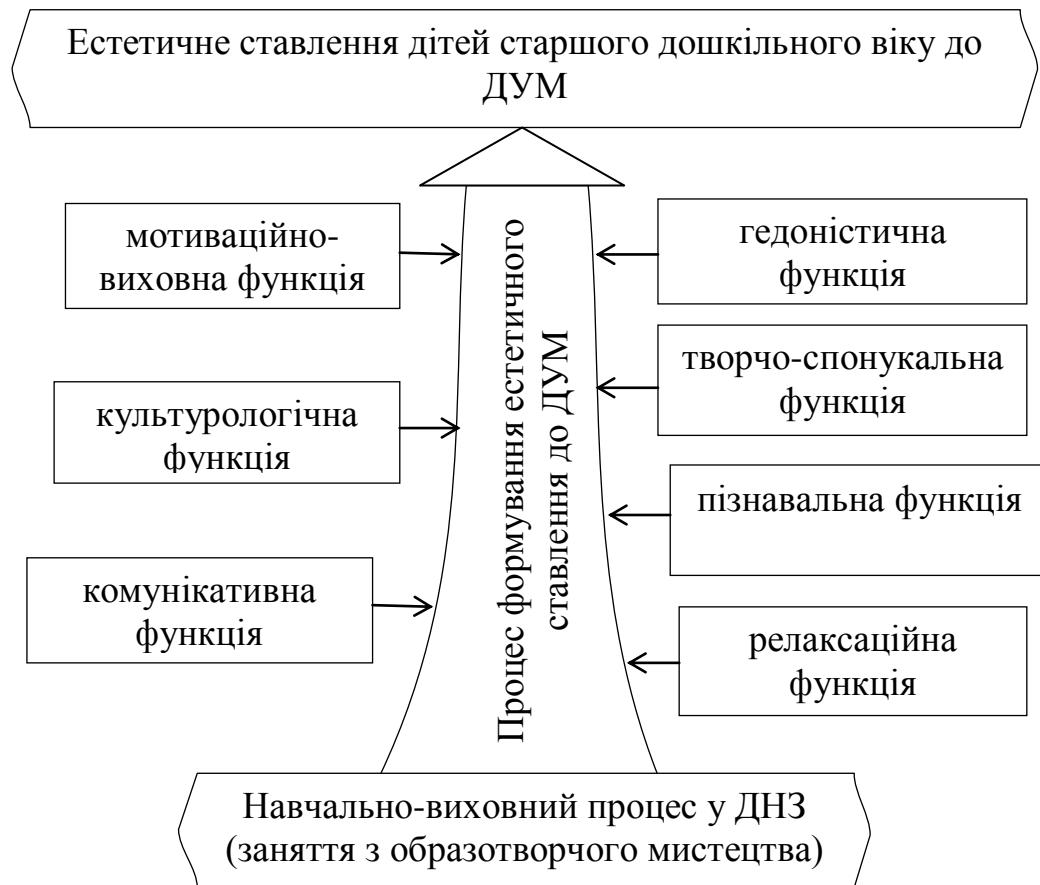 Естетичне ставлення дітей старшого дошкільного віку до
ДУМ
мотиваційно-
виховна функція
культурологічна
функція
комунікативна
функція
Процес формування естетичного
ставлення до ДУМ
гедоністична
функція
творчо-спонукальна
функція
пізнавальна функція
релаксаційна
функція
Навчально-виховний процес у ДНЗ
(заняття з образотворчого мистецтва)